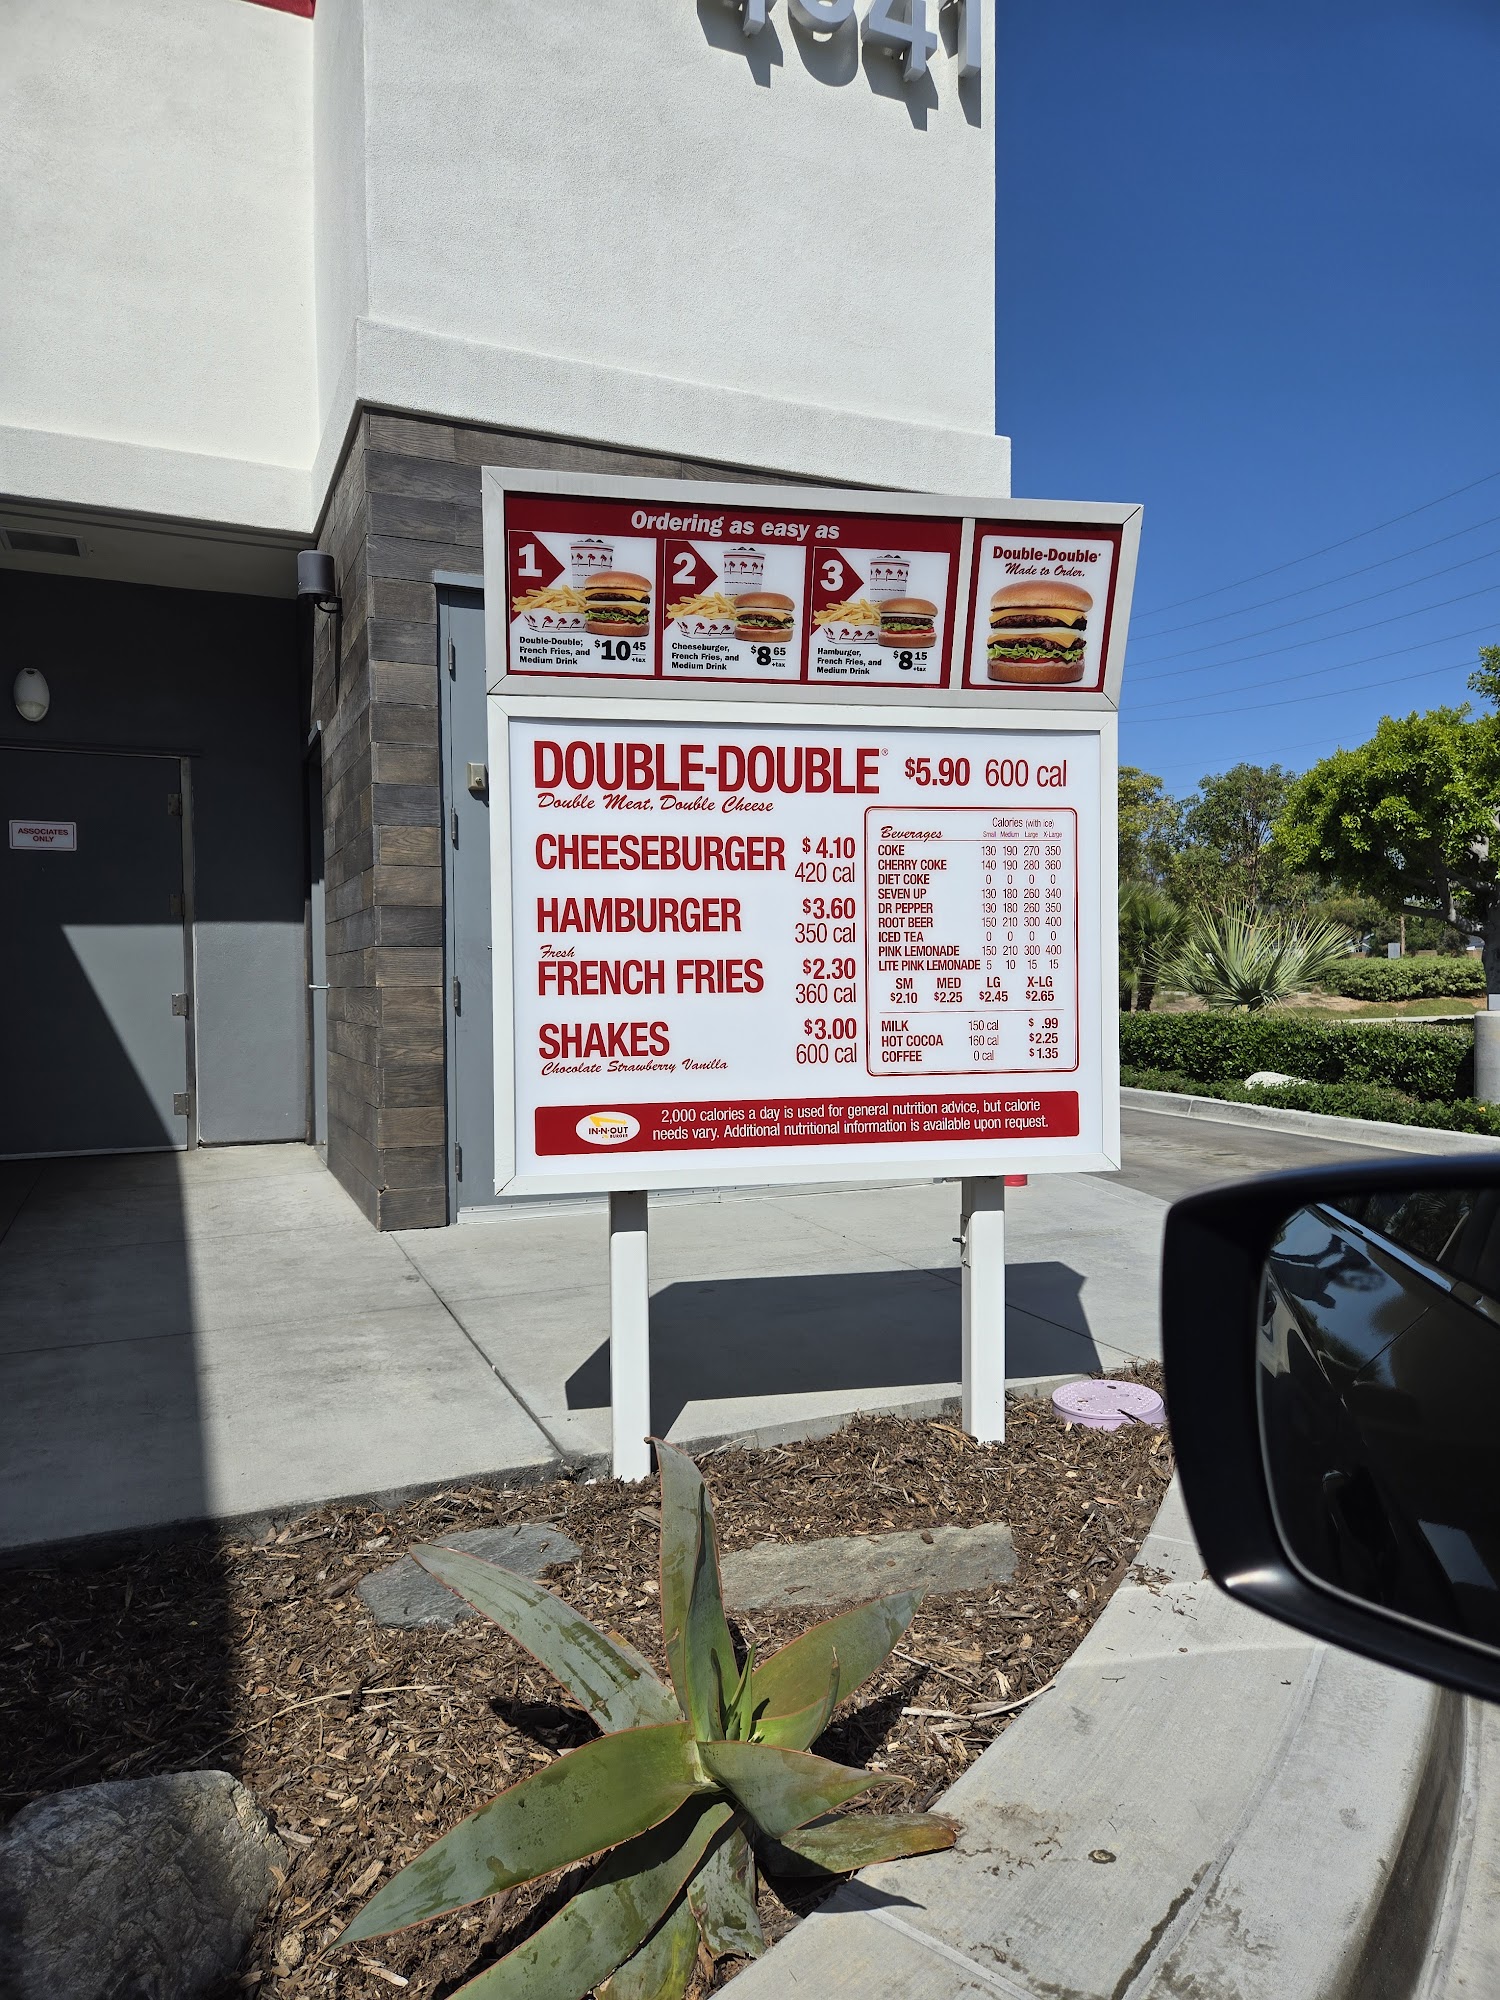 Ordering as easy as
1
Double-Double,
French Fries, and
Medium Drink
$10 45
+tax
2
Cheeseburger,
French Fries, and
Medium Drink
$8 65
+tax
3
Hamburger,
French Fries, and
Medium Drink
$8 15
+tax
Double-Double®
Made to Order.
DOUBLE-DOUBLE® $5.90 600 cal
Double Meat, Double Cheese
CHEESEBURGER $4.10
420 cal
HAMBURGER $3.60
350 cal
Fresh
FRENCH FRIES $2.30
360 cal
SHAKES $3.00
600 cal
Chocolate Strawberry Vanilla
Calories (with ice)
Beverages Small Medium Large X-Large
COKE 130 190 270 350
CHERRY COKE 140 190 280 360
DIET COKE 0 0 0 0
SEVEN UP 130 180 260 340
DR PEPPER 130 180 260 350
ROOT BEER 150 210 300 400
ICED TEA 0 0 0 0
PINK LEMONADE 150 210 300 400
LITE PINK LEMONADE 5 10 15 15
SM MED LG X-LG
$2.10 $2.25 $2.45 $2.65
MILK 150 cal $ .99
HOT COCOA 160 cal $2.25
COFFEE 0 cal $1.35
IN-N-OUT
BURGER
2,000 calories a day is used for general nutrition advice, but calorie
needs vary. Additional nutritional information is available upon request.
ASSOCIATES
ONLY